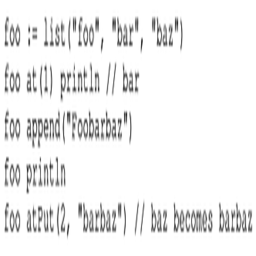 foo := list("foo", "bar", "baz")
foo at(1) println // bar
foo append("Foobarbaz")
foo println
foo atPut(2, "barbaz") // baz becomes barbaz